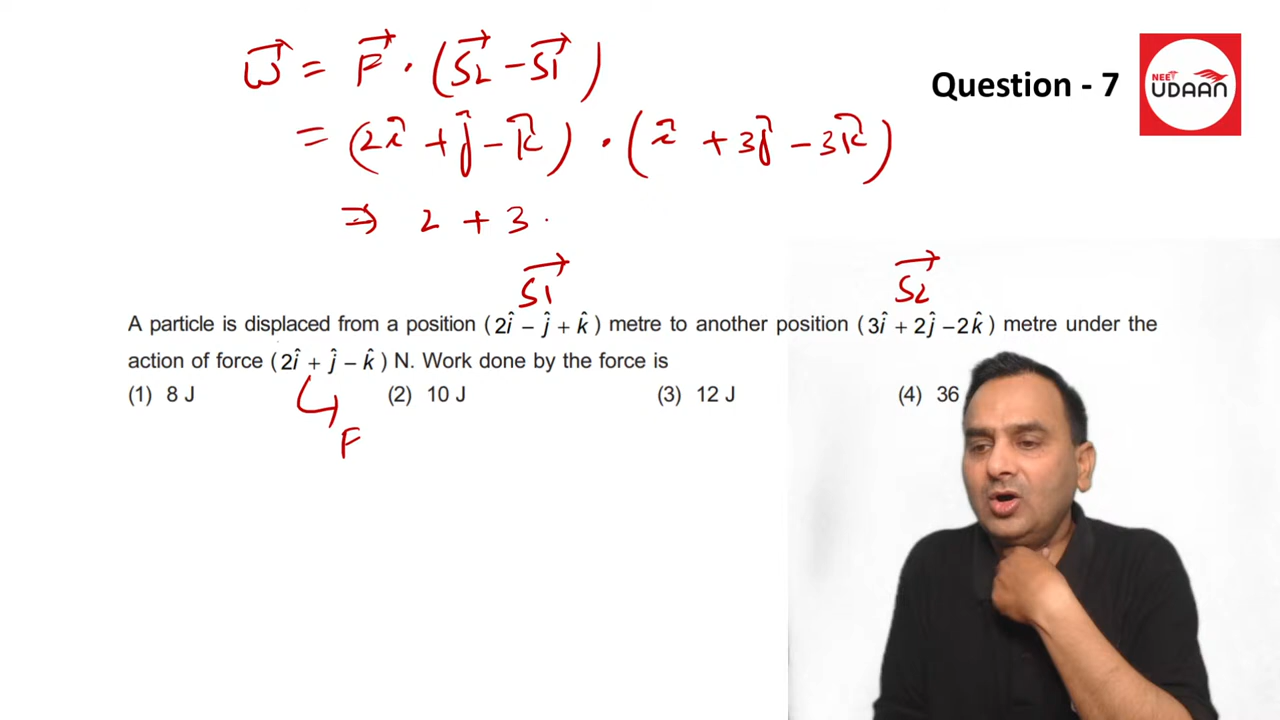 W⃗ = F⃗ · (S2⃗ − S1⃗)
Question - 7
NEET
UDAAN
= (2î + ĵ − k̂) · (î + 3ĵ − 3k̂)
⇒ 2 + 3 ·
S1⃗
S2⃗
A particle is displaced from a position (2î − ĵ + k̂) metre to another position (3î + 2ĵ − 2k̂) metre under the
action of force (2î + ĵ − k̂) N. Work done by the force is
(1) 8 J (2) 10 J (3) 12 J (4) 36
F